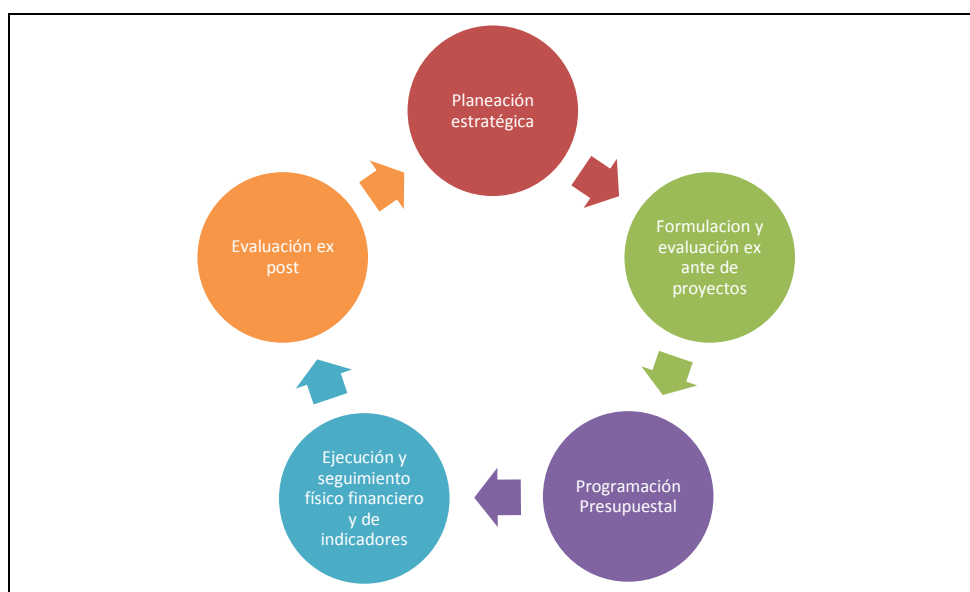 Planeación
estratégica
Formulacion y
evaluación ex
ante de
proyectos
Programación
Presupuestal
Ejecución y
seguimiento
físico financiero
y de
indicadores
Evaluación ex
post